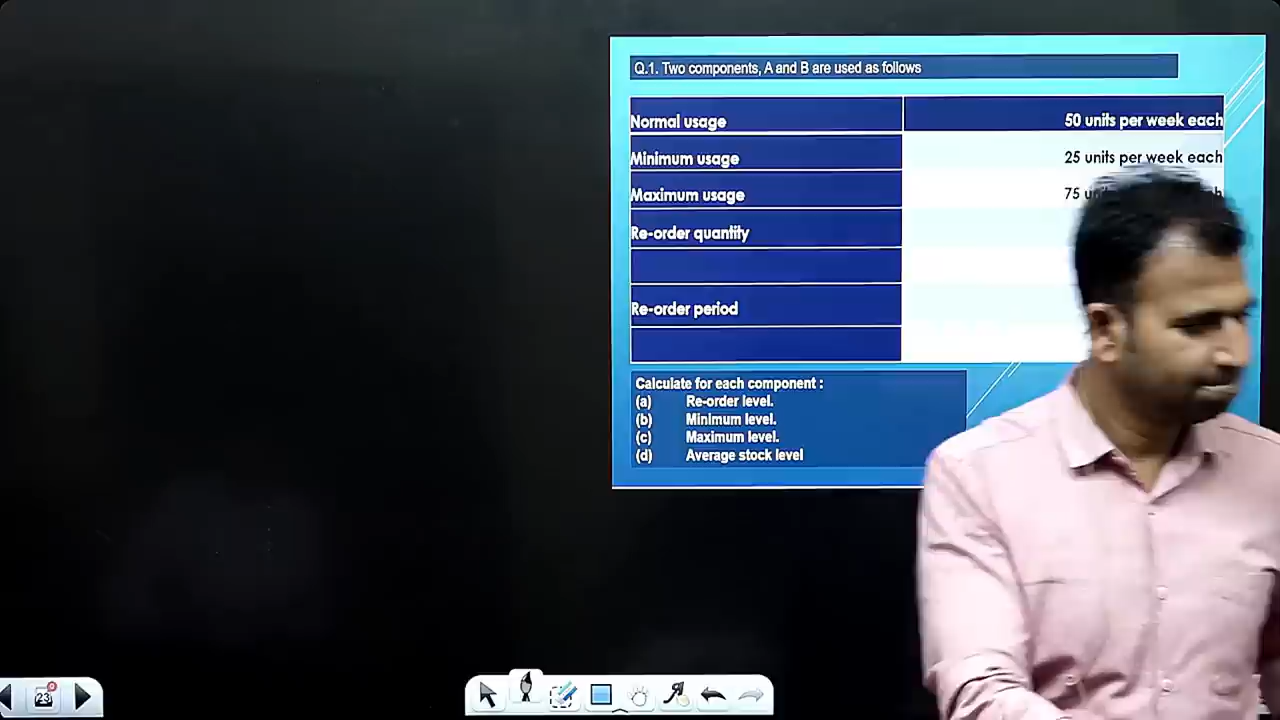 Q.1. Two components, A and B are used as follows
Normal usage 50 units per week each
Minimum usage 25 units per week each
Maximum usage 75
Re-order quantity
Re-order period
Calculate for each component :
(a) Re-order level.
(b) Minimum level.
(c) Maximum level.
(d) Average stock level
23